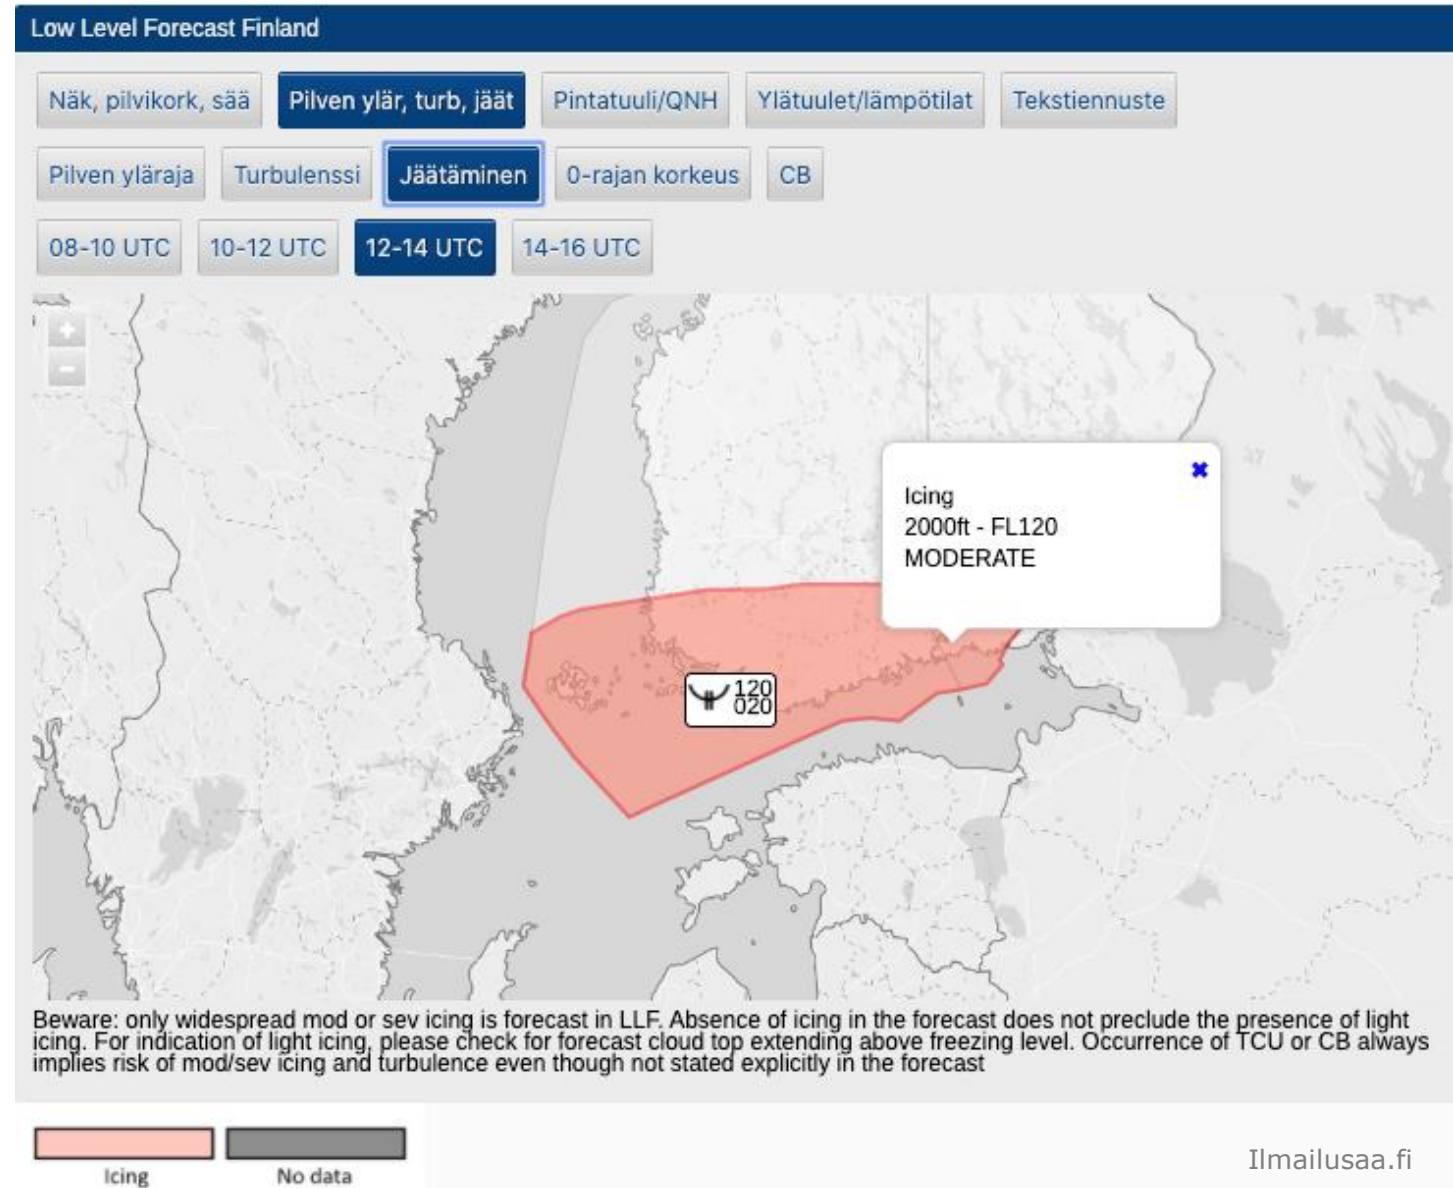 Low Level Forecast Finland
Näk, pilvikork, sää Pilven ylär, turb, jäät Pintatuuli/QNH Ylätuulet/lämpötilat Tekstiennuste
Pilven yläraja Turbulenssi Jäätäminen 0-rajan korkeus CB
08-10 UTC 10-12 UTC 12-14 UTC 14-16 UTC
+
-
Icing
2000ft - FL120
MODERATE
120
020
Beware: only widespread mod or sev icing is forecast in LLF. Absence of icing in the forecast does not preclude the presence of light
icing. For indication of light icing, please check for forecast cloud top extending above freezing level. Occurrence of TCU or CB always
implies risk of mod/sev icing and turbulence even though not stated explicitly in the forecast
Icing No data
Ilmailusaa.fi